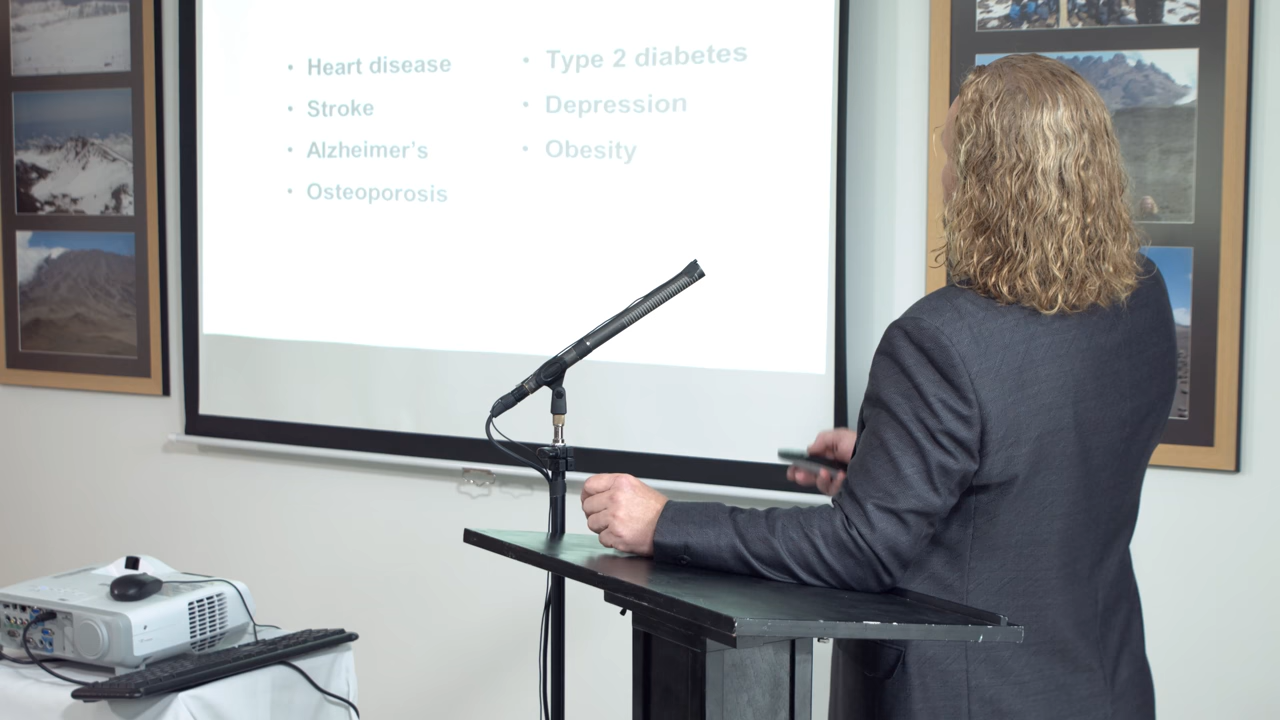 • Heart disease
• Stroke
• Alzheimer's
• Osteoporosis
• Type 2 diabetes
• Depression
• Obesity